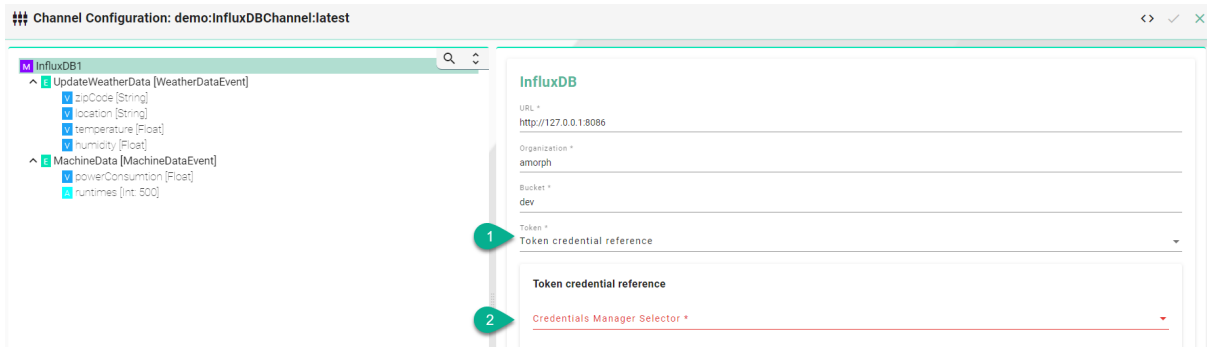 Channel Configuration: demo:InfluxDBChannel:latest
M InfluxDB1
E UpdateWeatherData [WeatherDataEvent]
V zipCode [String]
V location [String]
V temperature [Float]
V humidity [Float]
E MachineData [MachineDataEvent]
V powerConsumtion [Float]
A runtimes [Int: 500]
InfluxDB
URL *
http://127.0.0.1:8086
Organization *
amorph
Bucket *
dev
Token *
1 Token credential reference
Token credential reference
2 Credentials Manager Selector *